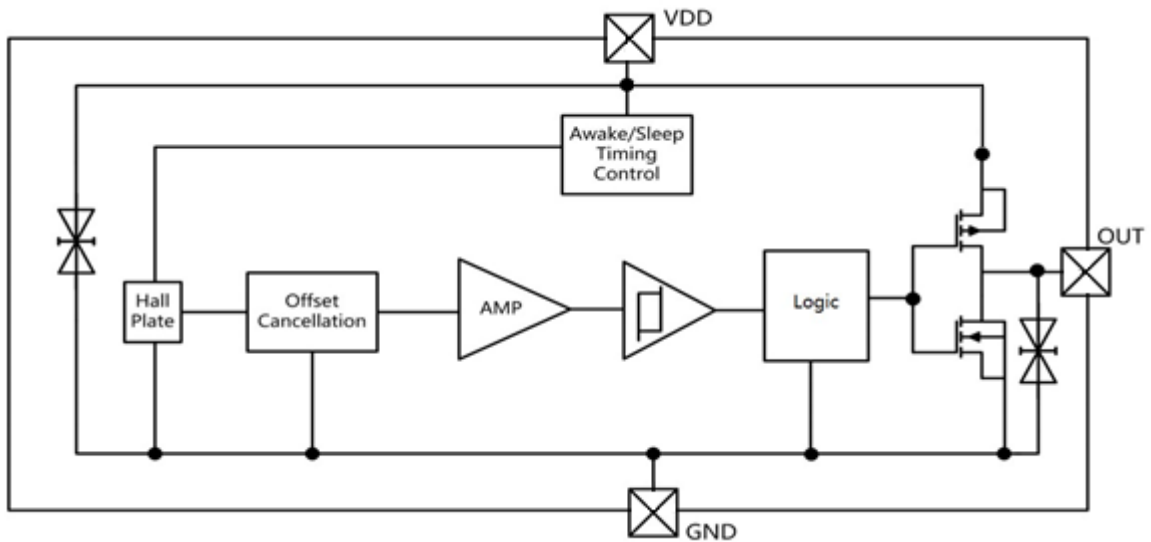 VDD
Awake/Sleep
Timing
Control
OUT
Hall
Plate
Offset
Cancellation
AMP
Logic
GND